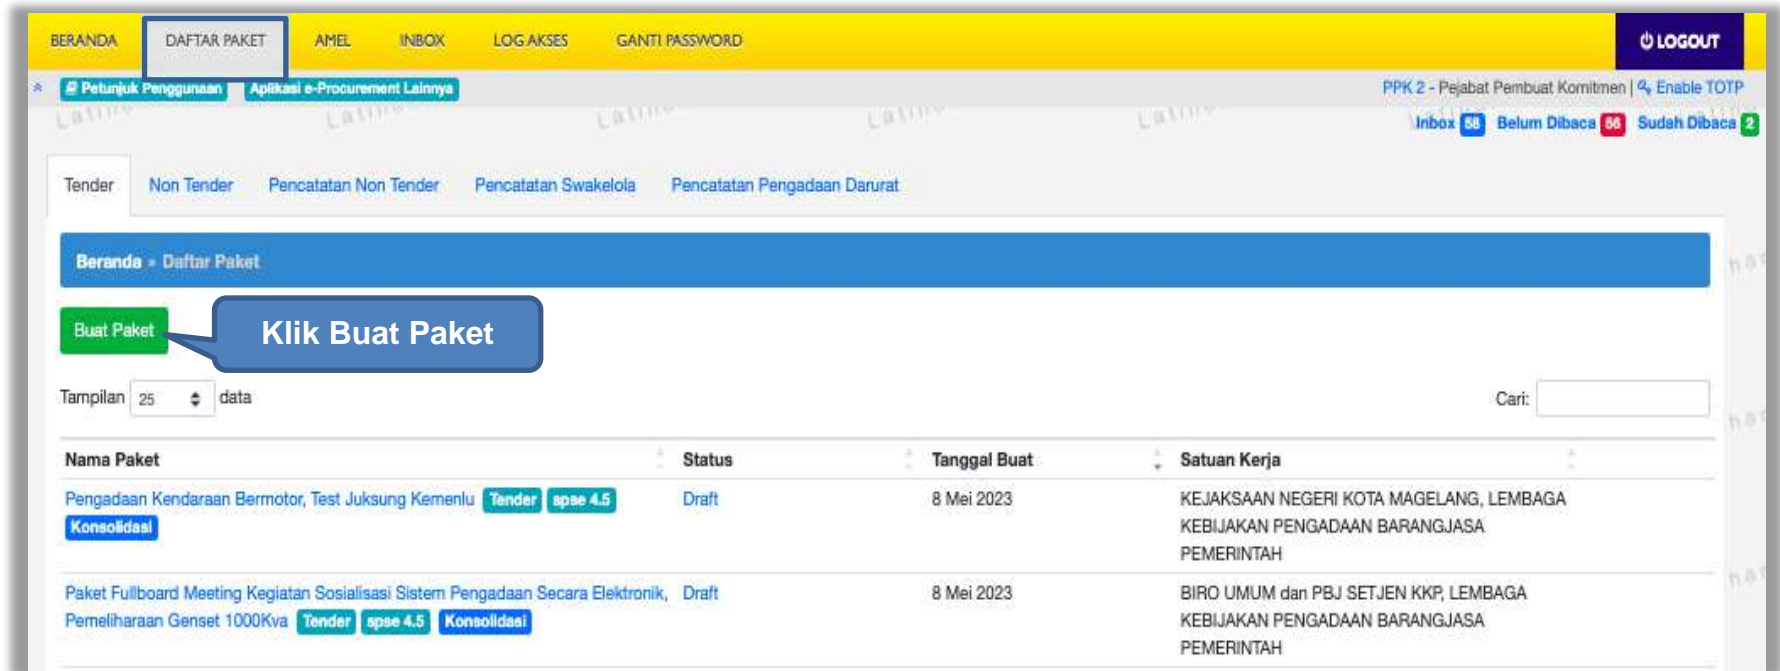 BERANDA DAFTAR PAKET AMEL INBOX LOG AKSES GANTI PASSWORD LOGOUT
Petunjuk Penggunaan Aplikasi e-Procurement Lainnya PPK 2 - Pejabat Pembuat Komitmen | Enable TOTP
Inbox 58 Belum Dibaca 56 Sudah Dibaca 2
Tender Non Tender Pencatatan Non Tender Pencatatan Swakelola Pencatatan Pengadaan Darurat
Beranda » Daftar Paket
Buat Paket Klik Buat Paket
Tampilan 25 data Cari:
Nama Paket Status Tanggal Buat Satuan Kerja
Pengadaan Kendaraan Bermotor, Test Juksung Kemenlu Tender spse 4.5 Draft 8 Mei 2023 KEJAKSAAN NEGERI KOTA MAGELANG, LEMBAGA
Konsolidasi KEBIJAKAN PENGADAAN BARANGJASA
PEMERINTAH
Paket Fullboard Meeting Kegiatan Sosialisasi Sistem Pengadaan Secara Elektronik, Draft 8 Mei 2023 BIRO UMUM dan PBJ SETJEN KKP, LEMBAGA
Pemeliharaan Genset 1000Kva Tender spse 4.5 Konsolidasi KEBIJAKAN PENGADAAN BARANGJASA
PEMERINTAH